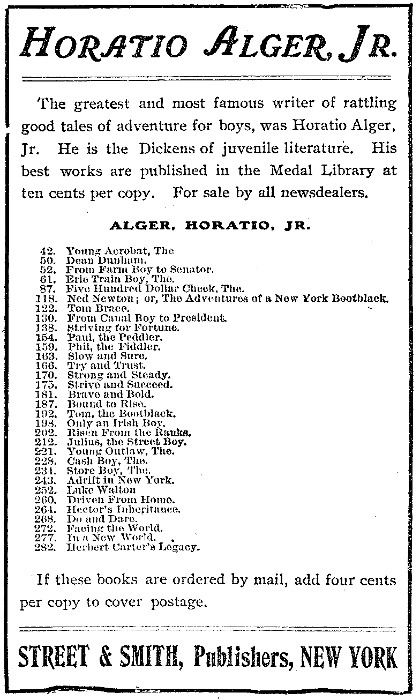 HORATIO ALGER, JR.
The greatest and most famous writer of rattling
good tales of adventure for boys, was Horatio Alger,
Jr. He is the Dickens of juvenile literature. His
best works are published in the Medal Library at
ten cents per copy. For sale by all newsdealers.
ALGER, HORATIO, JR.
42. Young Acrobat, The
50. Dean Dunham.
52. From Farm Boy to Senator.
61. Erie Train Boy, The.
87. Five Hundred Dollar Check, The.
118. Ned Newton; or, The Adventures of a New York Bootblack.
122. Tom Brace.
130. From Canal Boy to President.
138. Striving for Fortune.
154. Paul, the Peddler.
159. Phil, the Fiddler.
163. Slow and Sure.
166. Try and Trust.
170. Strong and Steady.
175. Strive and Succeed.
181. Brave and Bold.
187. Bound to Rise.
192. Tom, the Bootblack.
198. Only an Irish Boy.
202. Risen From the Ranks.
212. Julius, the Street Boy.
221. Young Outlaw, The.
228. Cash Boy, The.
231. Store Boy, The.
243. Adrift in New York.
252. Luke Walton
260. Driven From Home.
264. Hector's Inheritance.
268. Do and Dare.
272. Facing the World.
277. In a New World.
282. Herbert Carter's Legacy.
If these books are ordered by mail, add four cents
per copy to cover postage.
STREET & SMITH, Publishers, NEW YORK